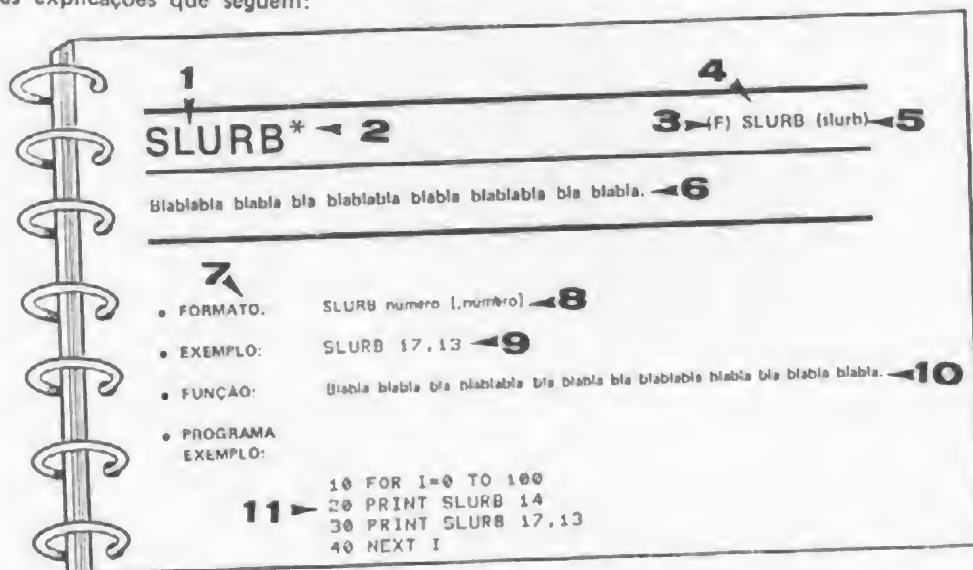 es explicações que seguem:
1
4
SLURB* 2
3 (F) SLURB (slurb) 5
Blablabla blabla bla blablabla blabla blablabla bla blabla. 6
7
• FORMATO: SLURB numero [,número] 8
• EXEMPLO: SLURB 17,13 9
• FUNÇÃO: Blabla blabla bla blablabla bla blabla bla blablabla blabla bla blabla blabla. 10
• PROGRAMA
EXEMPLO:
10 FOR I=0 TO 100
11 20 PRINT SLURB 14
30 PRINT SLURB 17,13
40 NEXT I